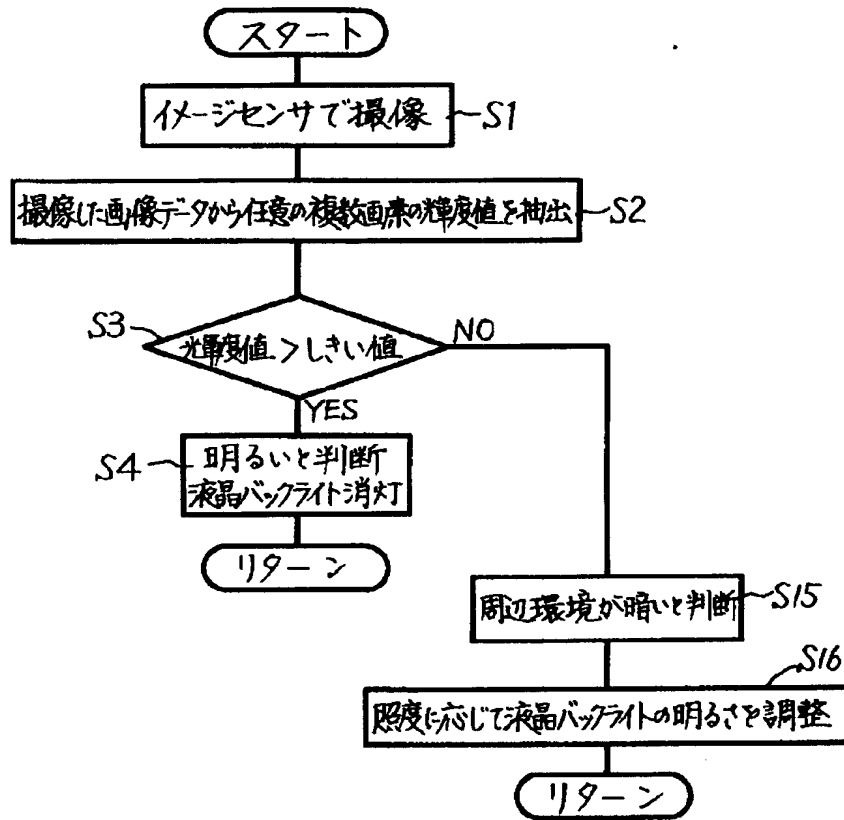 スタート
イメージセンサで撮像
S1
撮像した画像データから任意の複数画素の輝度値を抽出
S2
S3
輝度値 > しきい値
NO
YES
S4
明るいと判断
液晶バックライト消灯
リターン
周辺環境が暗いと判断
S15
S16
照度に応じて液晶バックライトの明るさを調整
リターン